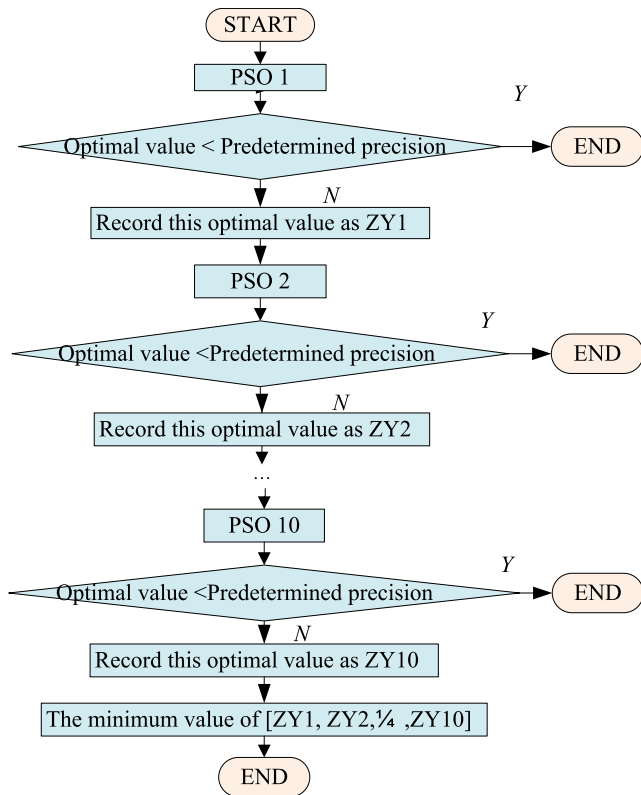 START
PSO 1
Y
Optimal value < Predetermined precision
END
N
Record this optimal value as ZY1
PSO 2
Y
Optimal value <Predetermined precision
END
N
Record this optimal value as ZY2
...
PSO 10
Y
Optimal value <Predetermined precision
END
N
Record this optimal value as ZY10
The minimum value of [ZY1, ZY2,¼ ,ZY10]
END